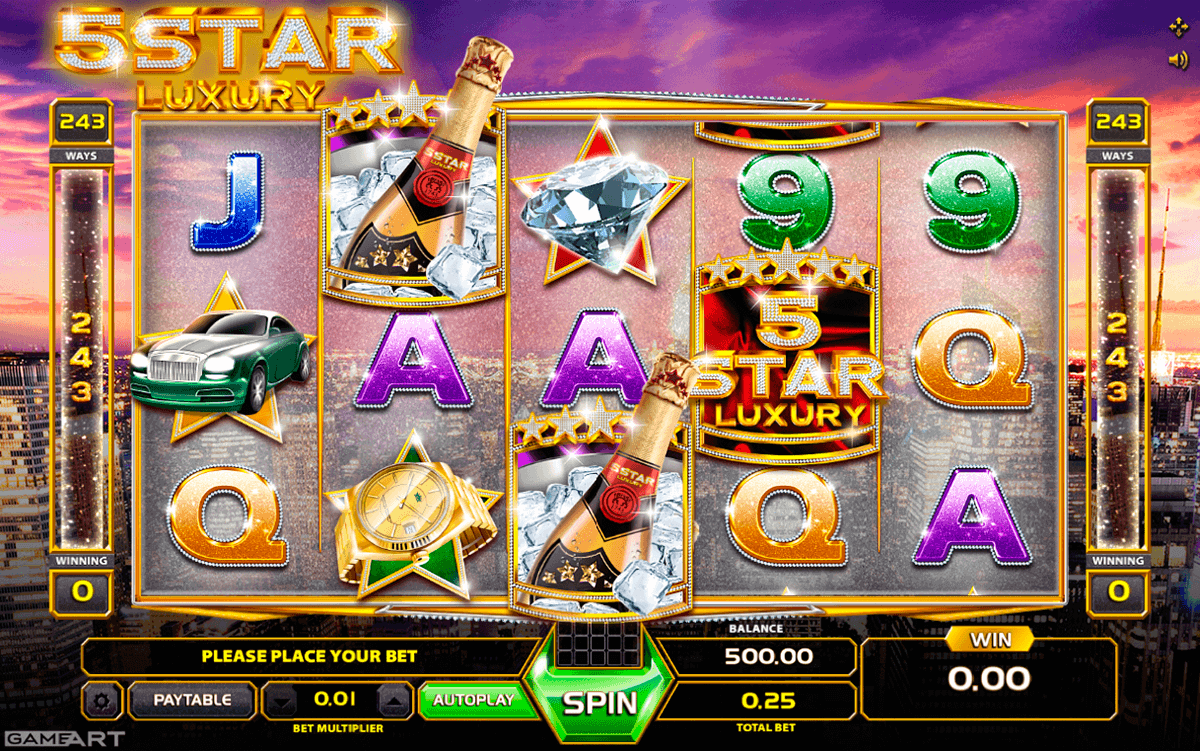 5STAR
LUXURY
243
WAYS
2
4
3
WINNING
0
J
5STAR
LUXURY
9
9
A
A
5
STAR
LUXURY
Q
Q
5STAR
LUXURY
Q
A
243
WAYS
2
4
3
WINNING
0
PLEASE PLACE YOUR BET
BALANCE
500.00
WIN
0.00
PAYTABLE
0.01
BET MULTIPLIER
AUTOPLAY
SPIN
0.25
TOTAL BET
GAMEART